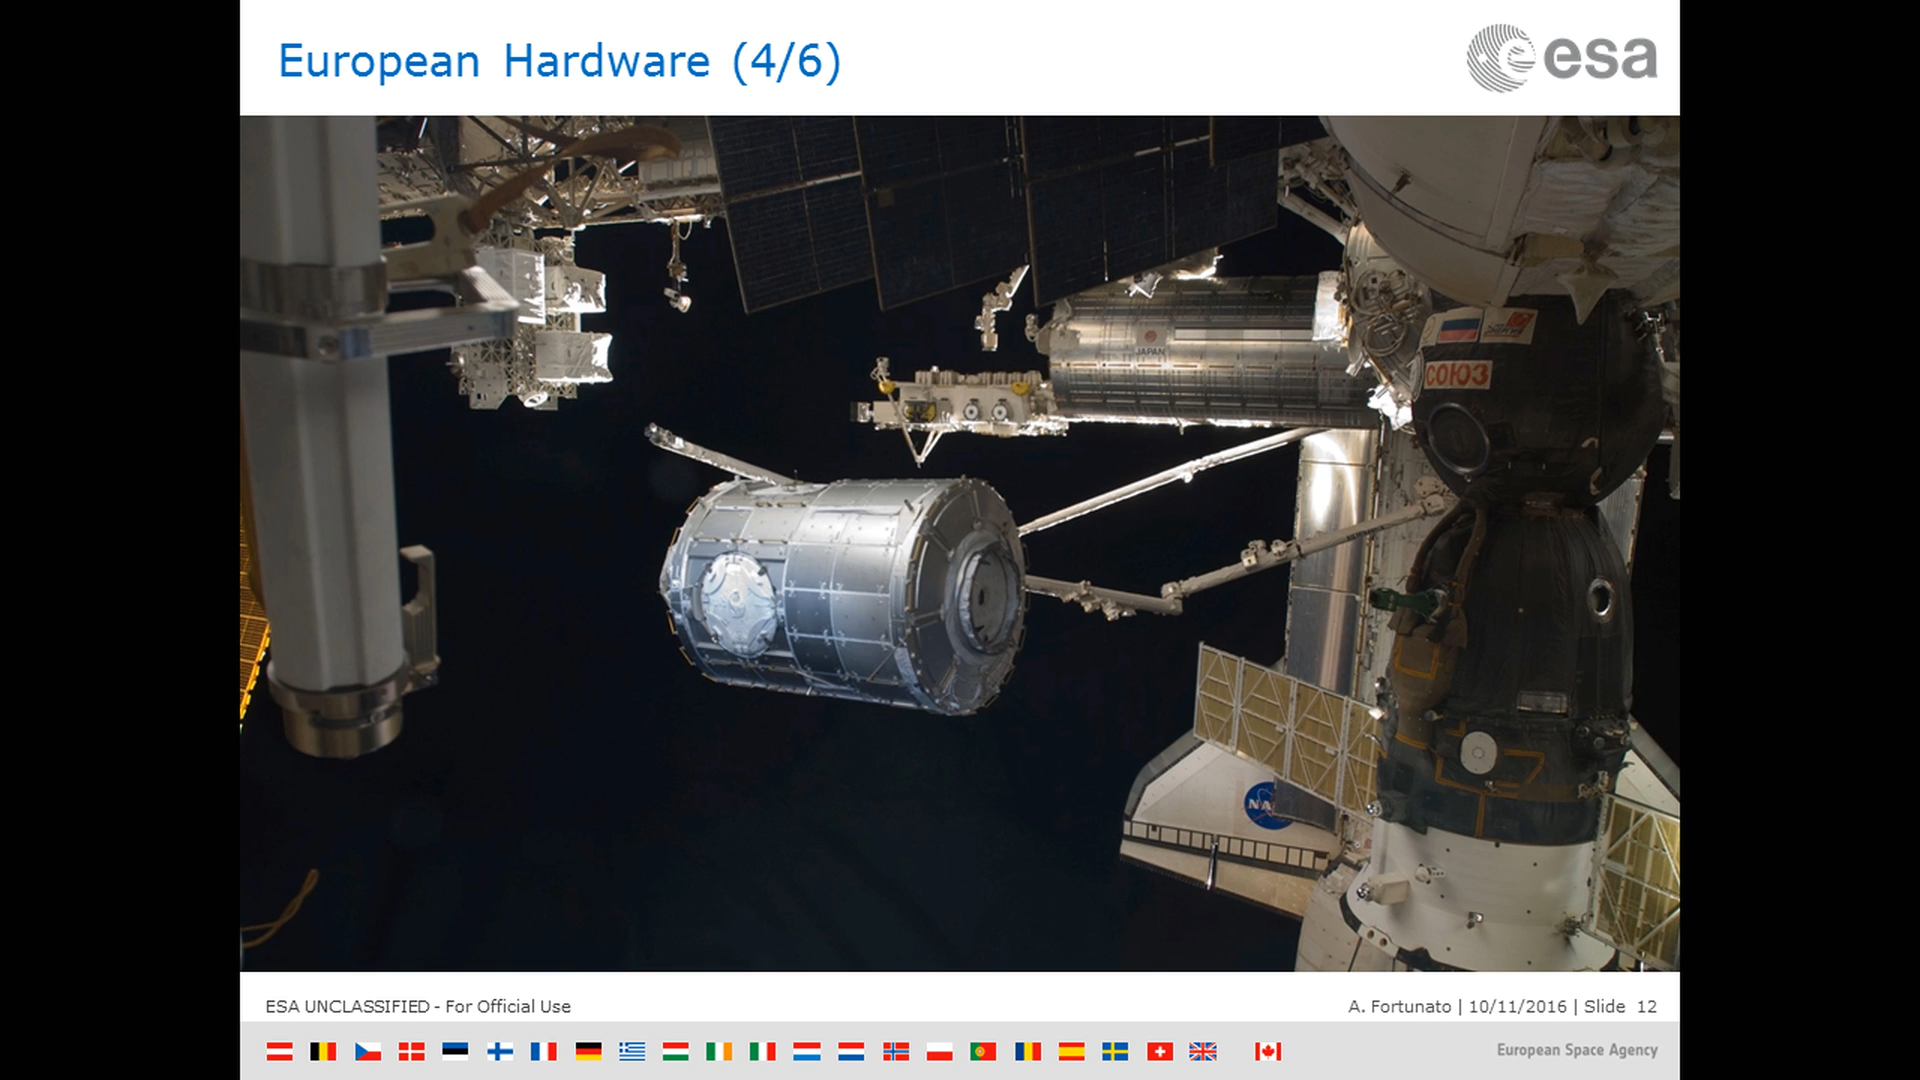 European Hardware (4/6)
esa
JAPAN
СОЮЗ
NA
ESA UNCLASSIFIED - For Official Use
A. Fortunato | 10/11/2016 | Slide 12
European Space Agency